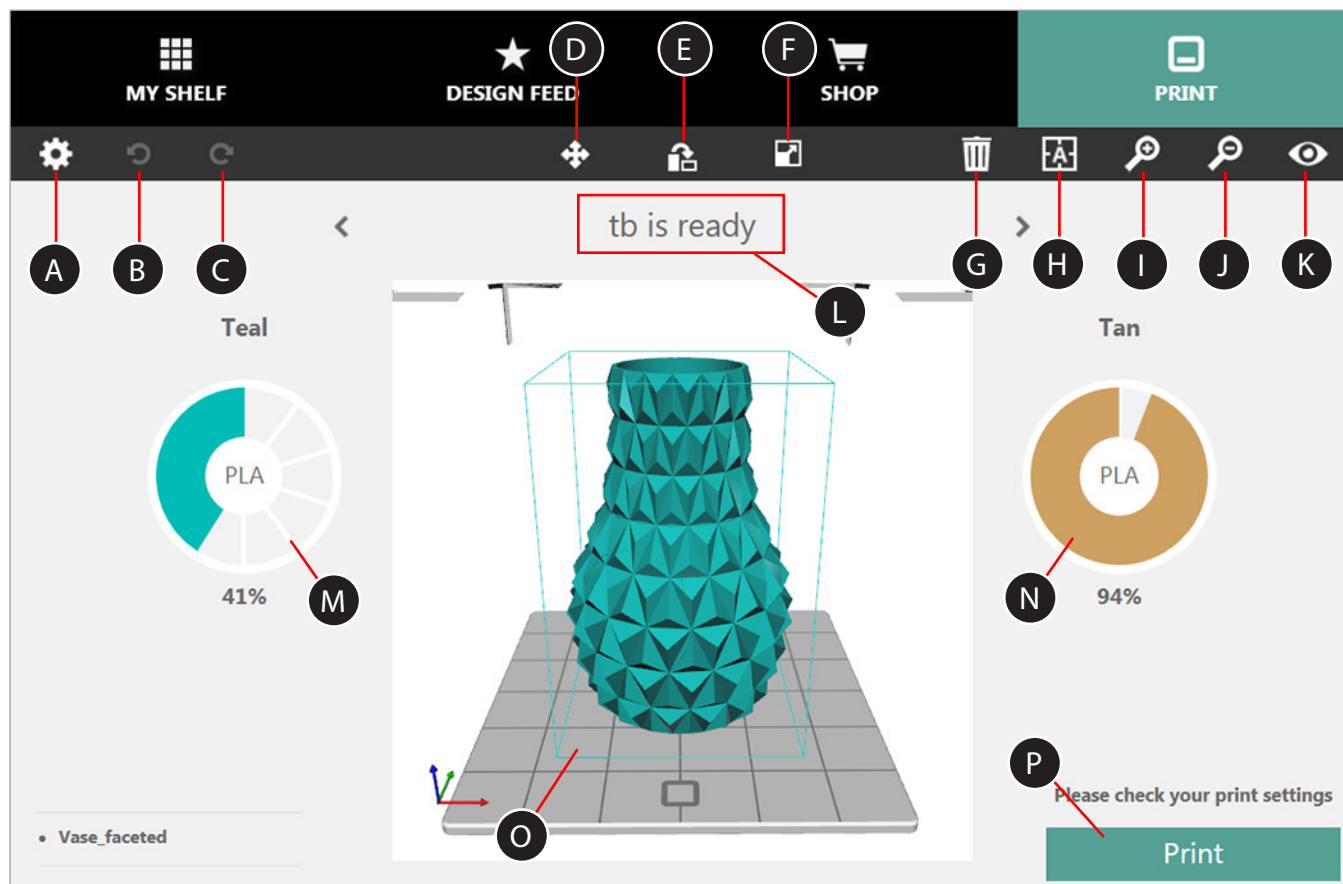 D
E
F
MY SHELF
DESIGN FEED
SHOP
PRINT
A
tb is ready
A
B
C
G
H
I
J
K
L
Teal
Tan
PLA
PLA
41%
M
N
94%
P
Please check your print settings
O
• Vase_faceted
Print